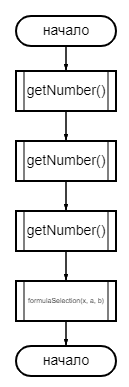 начало
getNumber()
getNumber()
getNumber()
formulaSelection(x, a, b)
начало